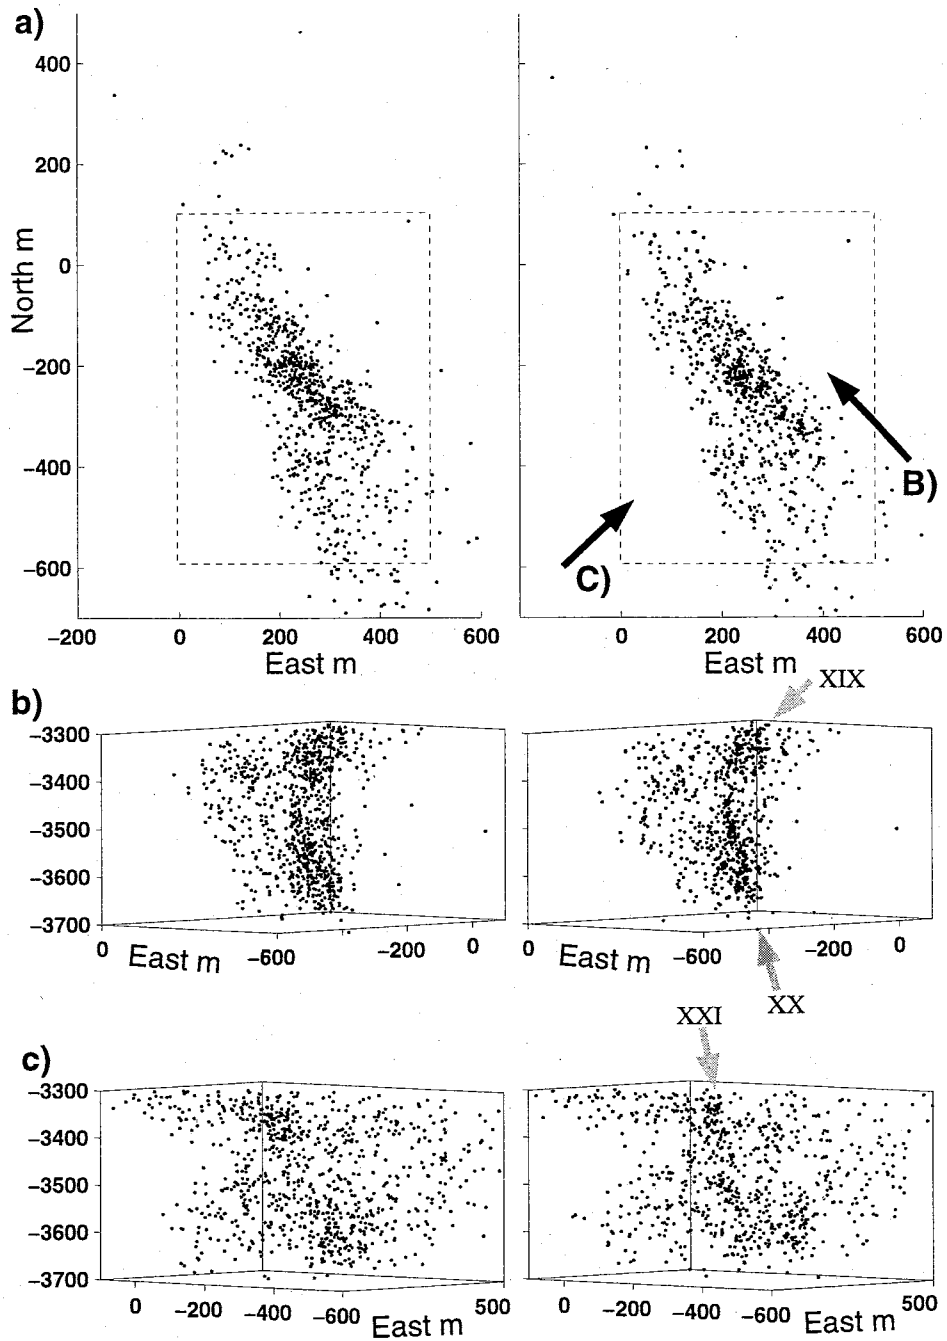 a)
400
200
0
−200
−400
−600
North m
−200 0 200 400 600
East m
0 200 400 600
East m
B)
C)
XIX
b)
−3300
−3400
−3500
−3600
−3700
0 −600 −200 0
East m
0 −600 −200 0
East m
XX
XXI
c)
−3300
−3400
−3500
−3600
−3700
0 −200 −400 −600 500
East m
0 −200 −400 −600 500
East m